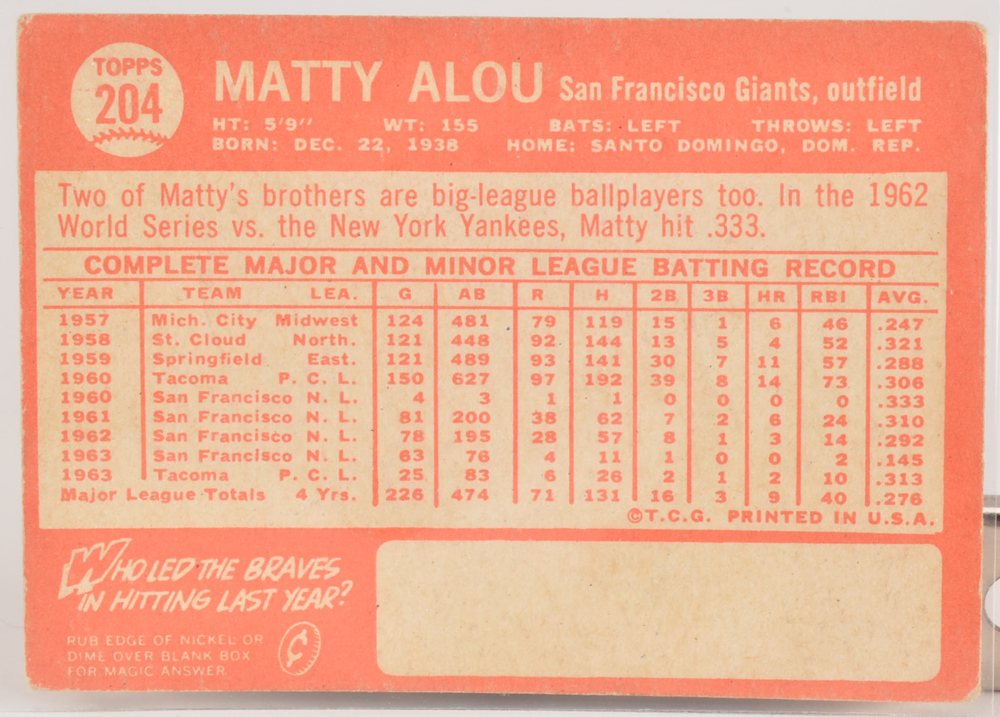 TOPPS
204
MATTY ALOU San Francisco Giants, outfield
HT: 5'9" WT: 155 BATS: LEFT THROWS: LEFT
BORN: DEC. 22, 1938 HOME: SANTO DOMINGO, DOM. REP.
Two of Matty's brothers are big-league ballplayers too. In the 1962
World Series vs. the New York Yankees, Matty hit .333.
COMPLETE MAJOR AND MINOR LEAGUE BATTING RECORD
YEAR TEAM LEA. G AB R H 2B 3B HR RBI AVG.
1957 Mich. City Midwest 124 481 79 119 15 1 6 46 .247
1958 St. Cloud North. 121 448 92 144 13 5 4 52 .321
1959 Springfield East. 121 489 93 141 30 7 11 57 .288
1960 Tacoma P. C. L. 150 627 97 192 39 8 14 73 .306
1960 San Francisco N. L. 4 3 1 1 0 0 0 0 .333
1961 San Francisco N. L. 81 200 38 62 7 2 6 24 .310
1962 San Francisco N. L. 78 195 28 57 8 1 3 14 .292
1963 San Francisco N. L. 63 76 4 11 1 0 0 2 .145
1963 Tacoma P. C. L. 25 83 6 26 2 1 2 10 .313
Major League Totals 4 Yrs. 226 474 71 131 16 3 9 40 .276
©T.C.G. PRINTED IN U.S.A.
WHO LED THE BRAVES
IN HITTING LAST YEAR?
RUB EDGE OF NICKEL OR
DIME OVER BLANK BOX
FOR MAGIC ANSWER
¢